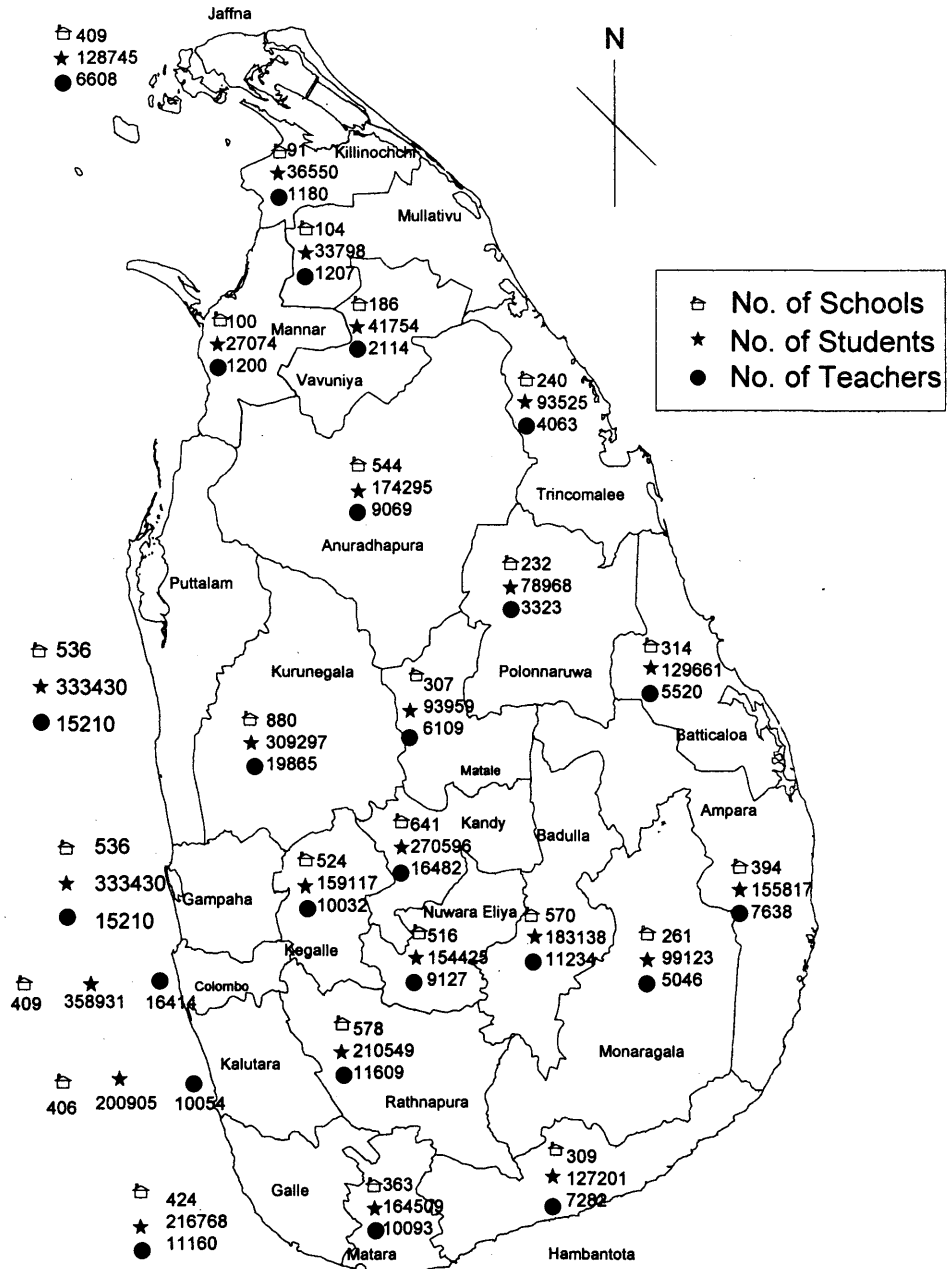 Jaffna
409
128745
6608
N
91
Killinochchi
36550
1180
Mullativu
104
33798
1207
No. of Schools
No. of Students
No. of Teachers
100
Mannar
27074
1200
186
41754
2114
Vavuniya
240
93525
4063
Trincomalee
544
174295
9069
Anuradhapura
Puttalam
232
78968
3323
Polonnaruwa
536
333430
15210
Kurunegala
880
309297
19865
307
93959
6109
Matale
314
129661
5520
Batticaloa
Ampara
536
333430
15210
Gampaha
524
159117
10032
Kegalle
641
Kandy
270596
16482
Badulla
Nuwara Eliya
516
154425
9127
570
183138
11234
261
99123
5046
Monaragala
394
155817
7638
409 358931 16414
Colombo
406 200905 10054
Kalutara
578
210549
11609
Rathnapura
424
216768
11160
Galle
363
164509
10093
Matara
309
127201
7282
Hambantota